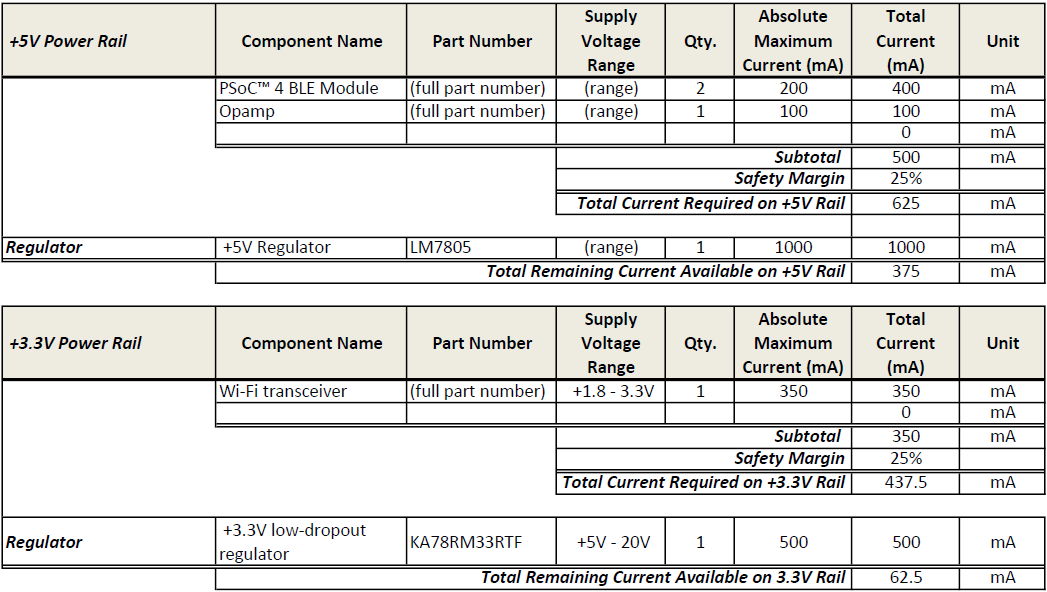 +5V Power Rail Component Name Part Number Supply Voltage Range Qty. Absolute Maximum Current (mA) Total Current (mA) Unit
PSoC™ 4 BLE Module (full part number) (range) 2 200 400 mA
Opamp (full part number) (range) 1 100 100 mA
0 mA
Subtotal 500 mA
Safety Margin 25%
Total Current Required on +5V Rail 625 mA
Regulator +5V Regulator LM7805 (range) 1 1000 1000 mA
Total Remaining Current Available on +5V Rail 375 mA
+3.3V Power Rail Component Name Part Number Supply Voltage Range Qty. Absolute Maximum Current (mA) Total Current (mA) Unit
Wi-Fi transceiver (full part number) +1.8 - 3.3V 1 350 350 mA
0 mA
Subtotal 350 mA
Safety Margin 25%
Total Current Required on +3.3V Rail 437.5 mA
Regulator +3.3V low-dropout regulator KA78RM33RTF +5V - 20V 1 500 500 mA
Total Remaining Current Available on 3.3V Rail 62.5 mA